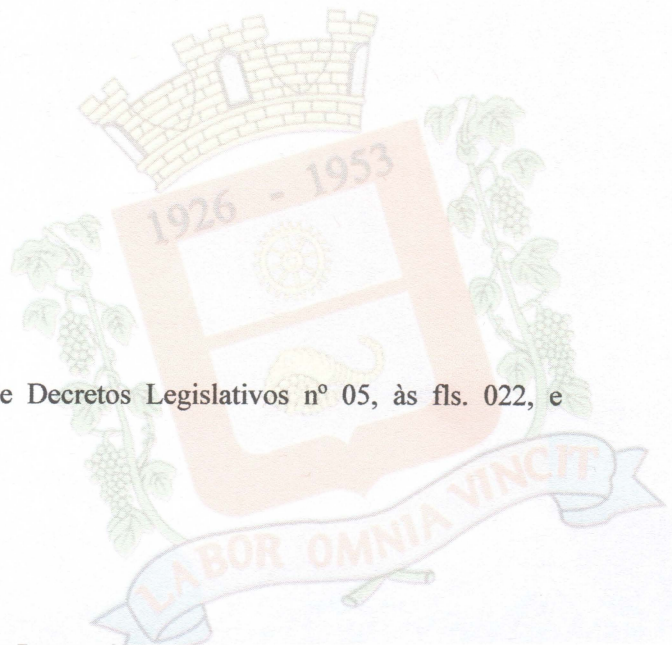 1926 - 1953
e Decretos Legislativos nº 05, às fls. 022, e
LABOR OMNIA VINCIT